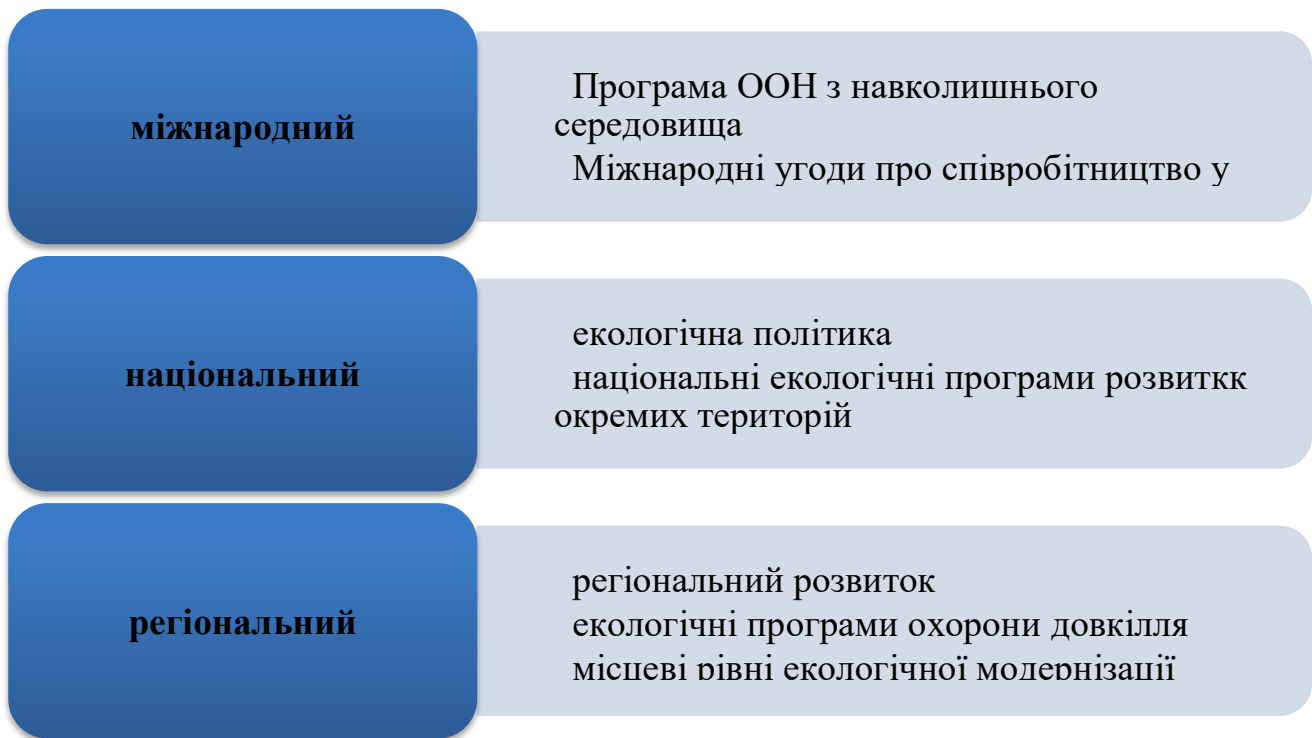 міжнародний
Програма ООН з навколишнього
середовища
Міжнародні угоди про співробітництво у
національний
екологічна політика
національні екологічні програми розвиткк
окремих територій
регіональний
регіональний розвиток
екологічні програми охорони довкілля
місцеві рівні екологічної модернізації